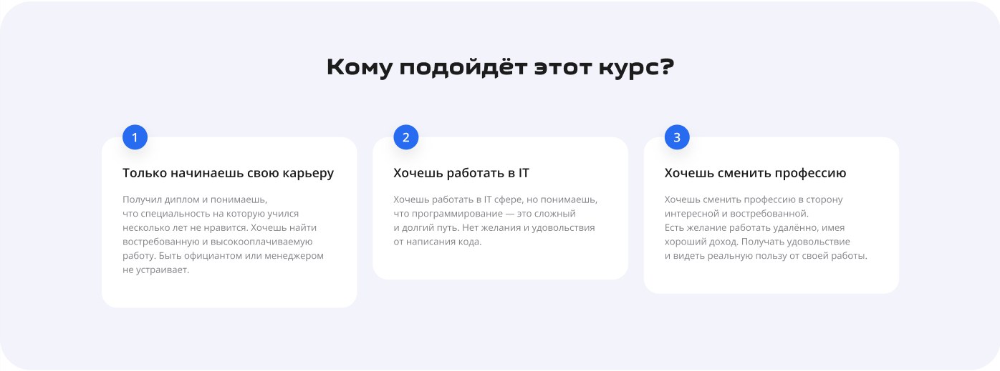 Кому подойдёт этот курс?
1
Только начинаешь свою карьеру
Получил диплом и понимаешь,
что специальность на которую учился
несколько лет не нравится. Хочешь найти
востребованную и высокооплачиваемую
работу. Быть официантом или менеджером
не устраивает.
2
Хочешь работать в IT
Хочешь работать в IT сфере, но понимаешь,
что программирование — это сложный
и долгий путь. Нет желания и удовольствия
от написания кода.
3
Хочешь сменить профессию
Хочешь сменить профессию в сторону
интересной и востребованной.
Есть желание работать удалённо, имея
хороший доход. Получать удовольствие
и видеть реальную пользу от своей работы.